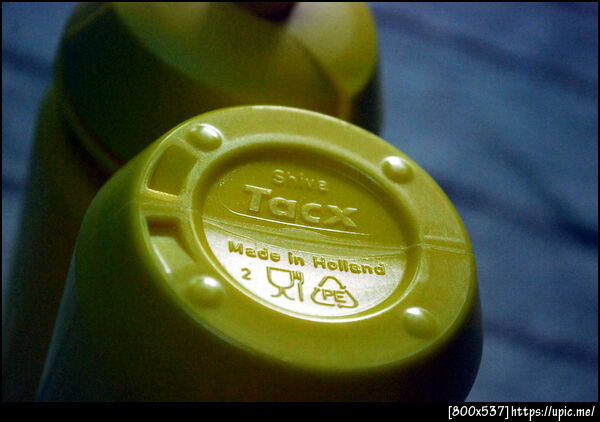 Shiva
Tacx
Made in Holland
2
PE
[800x537]https://upic.me/